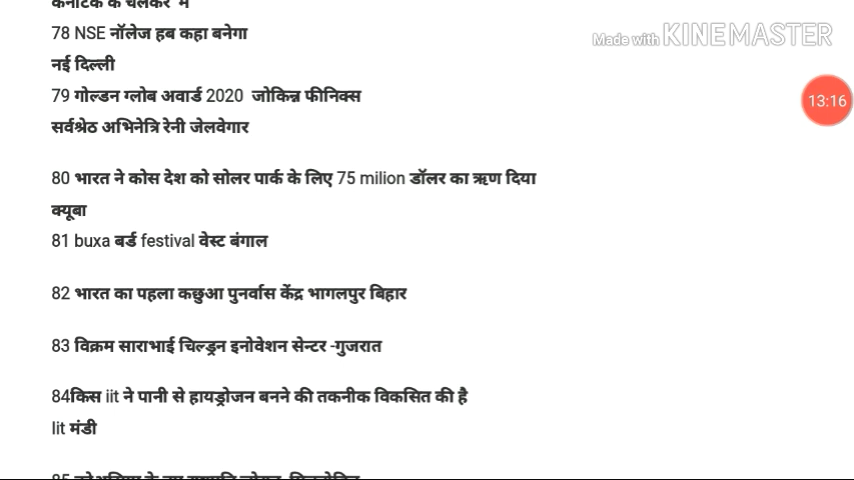 78 NSE नॉलेज हब कहा बनेगा
नई दिल्ली
79 गोल्डन ग्लोब अवार्ड 2020 जोकिन्न फीनिक्स
सर्वश्रेठ अभिनेत्रि रेनी जेलवेगार
80 भारत ने कोस देश को सोलर पार्क के लिए 75 milion डॉलर का ऋण दिया
क्यूबा
81 buxa बर्ड festival वेस्ट बंगाल
82 भारत का पहला कछुआ पुनर्वास केंद्र भागलपुर बिहार
83 विक्रम साराभाई चिल्ड्रन इनोवेशन सेन्टर -गुजरात
84किस iit ने पानी से हायड्रोजन बनने की तकनीक विकसित की है
Iit मंडी
Made with KINEMASTER
13:16